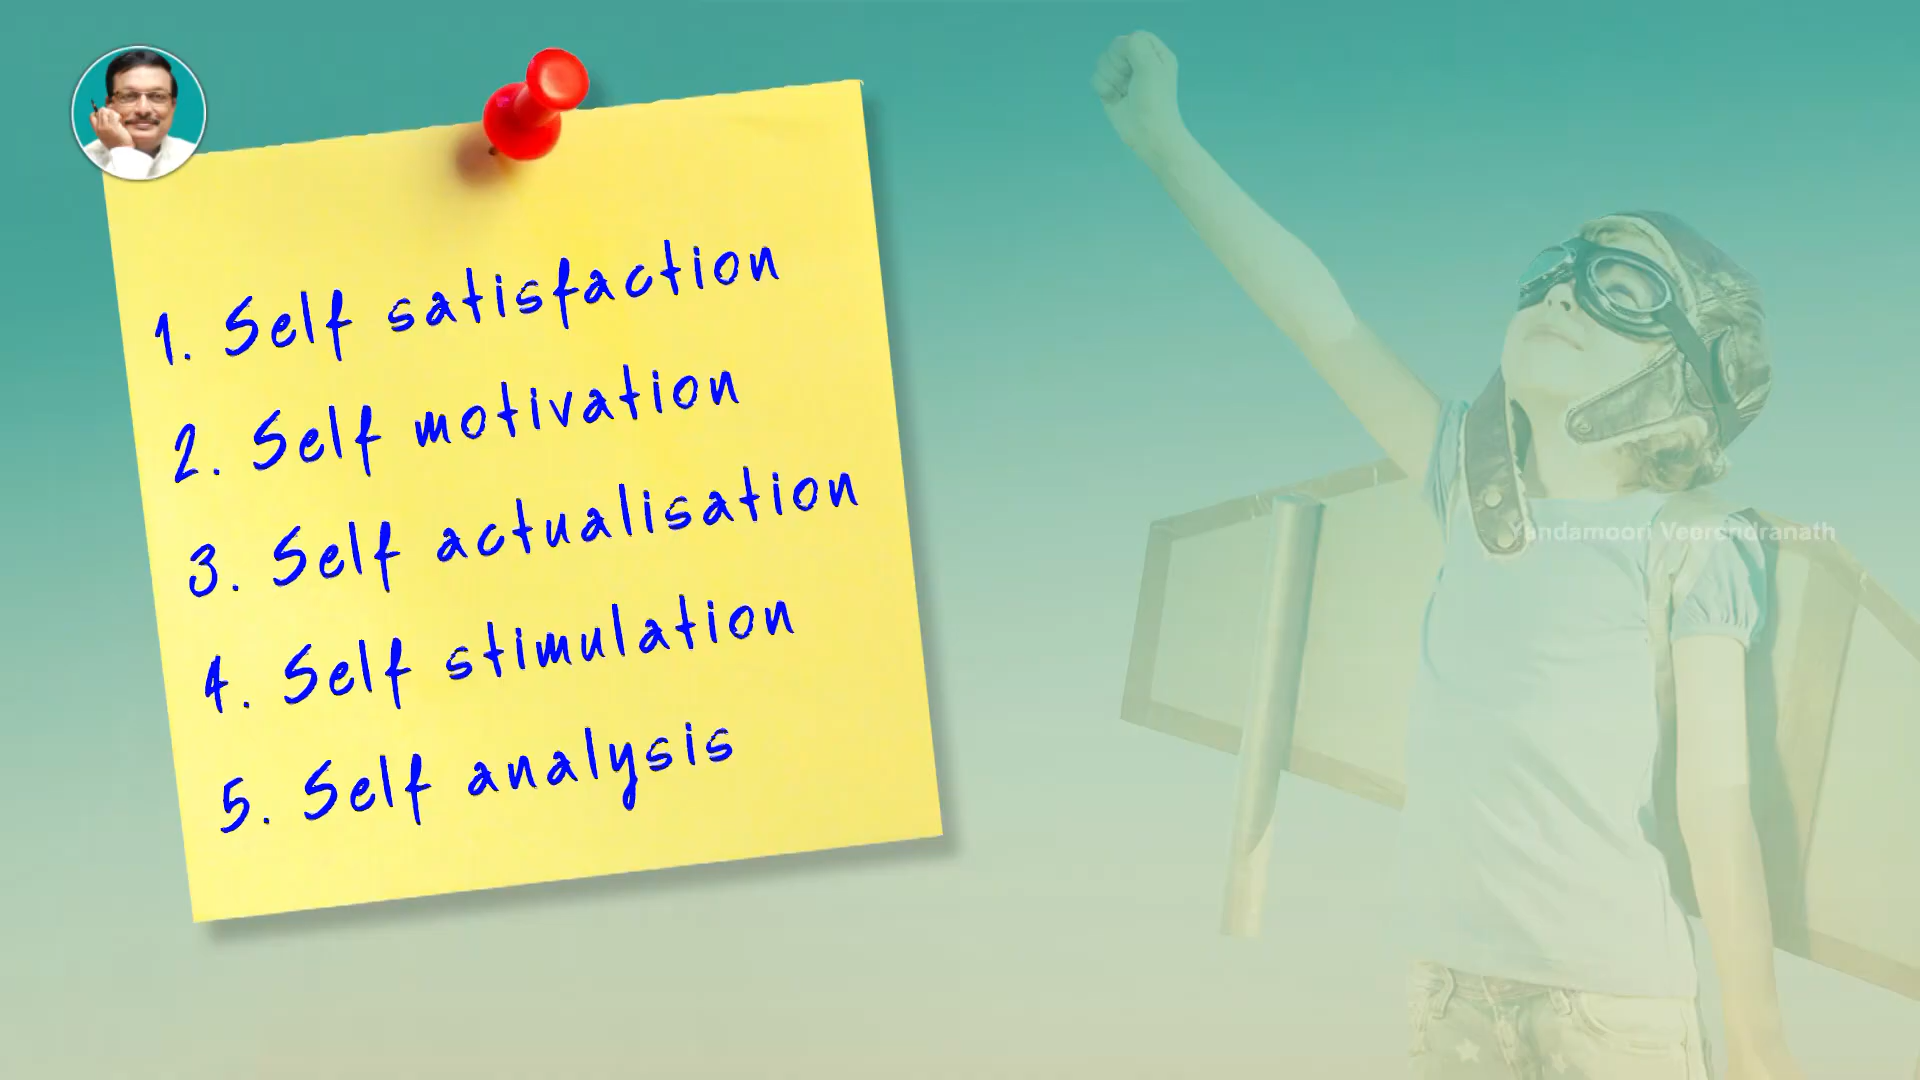 1. Self satisfaction
2. Self motivation
3. Self actualisation
4. Self stimulation
5. Self analysis
Yandamoori Veerendranath